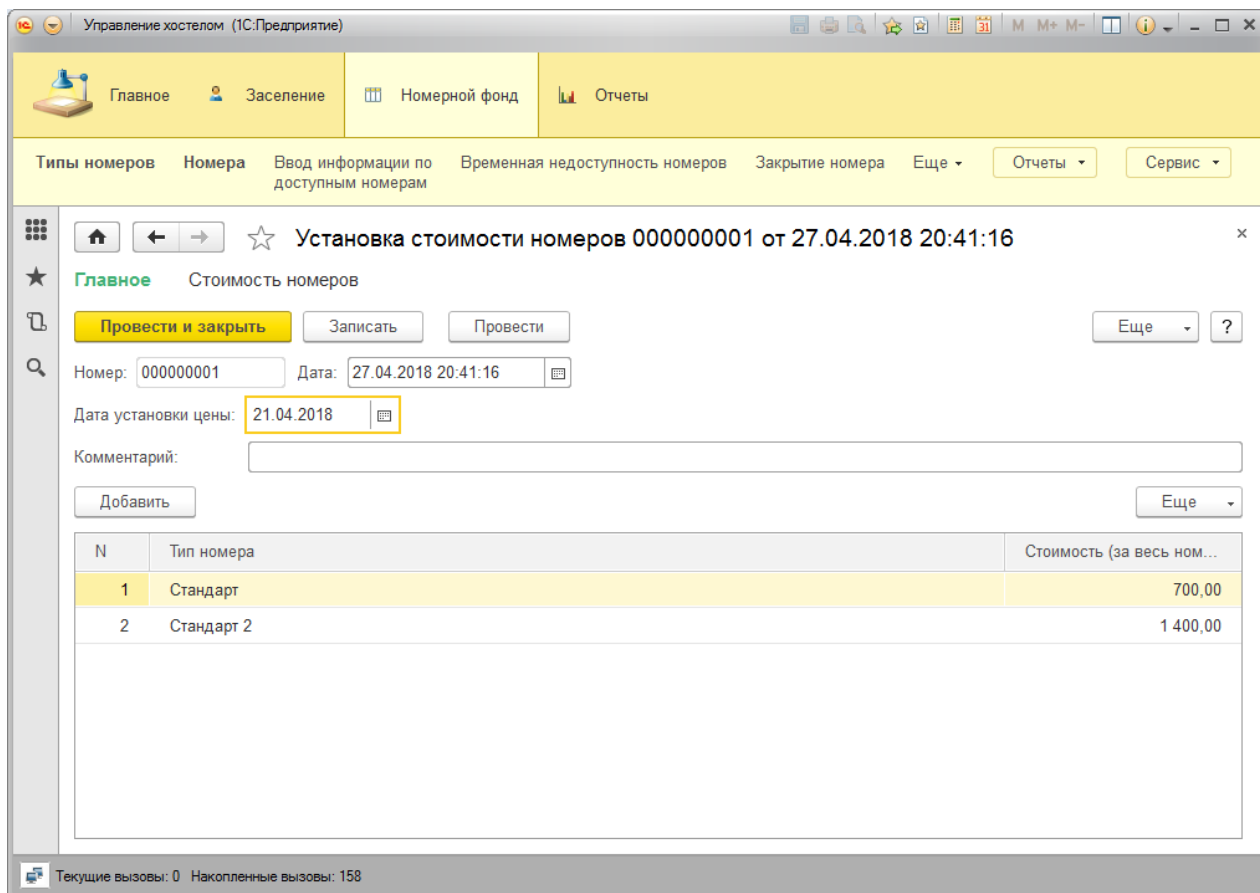 Управление хостелом (1С:Предприятие)
M M+ M-
Главное Заселение Номерной фонд Отчеты
Типы номеров Номера Ввод информации по доступным номерам Временная недоступность номеров Закрытие номера Еще Отчеты Сервис
Установка стоимости номеров 000000001 от 27.04.2018 20:41:16
Главное Стоимость номеров
Провести и закрыть Записать Провести Еще ?
Номер: 000000001 Дата: 27.04.2018 20:41:16
Дата установки цены: 21.04.2018
Комментарий:
Добавить Еще
N Тип номера Стоимость (за весь ном...
1 Стандарт 700,00
2 Стандарт 2 1 400,00
Текущие вызовы: 0 Накопленные вызовы: 158